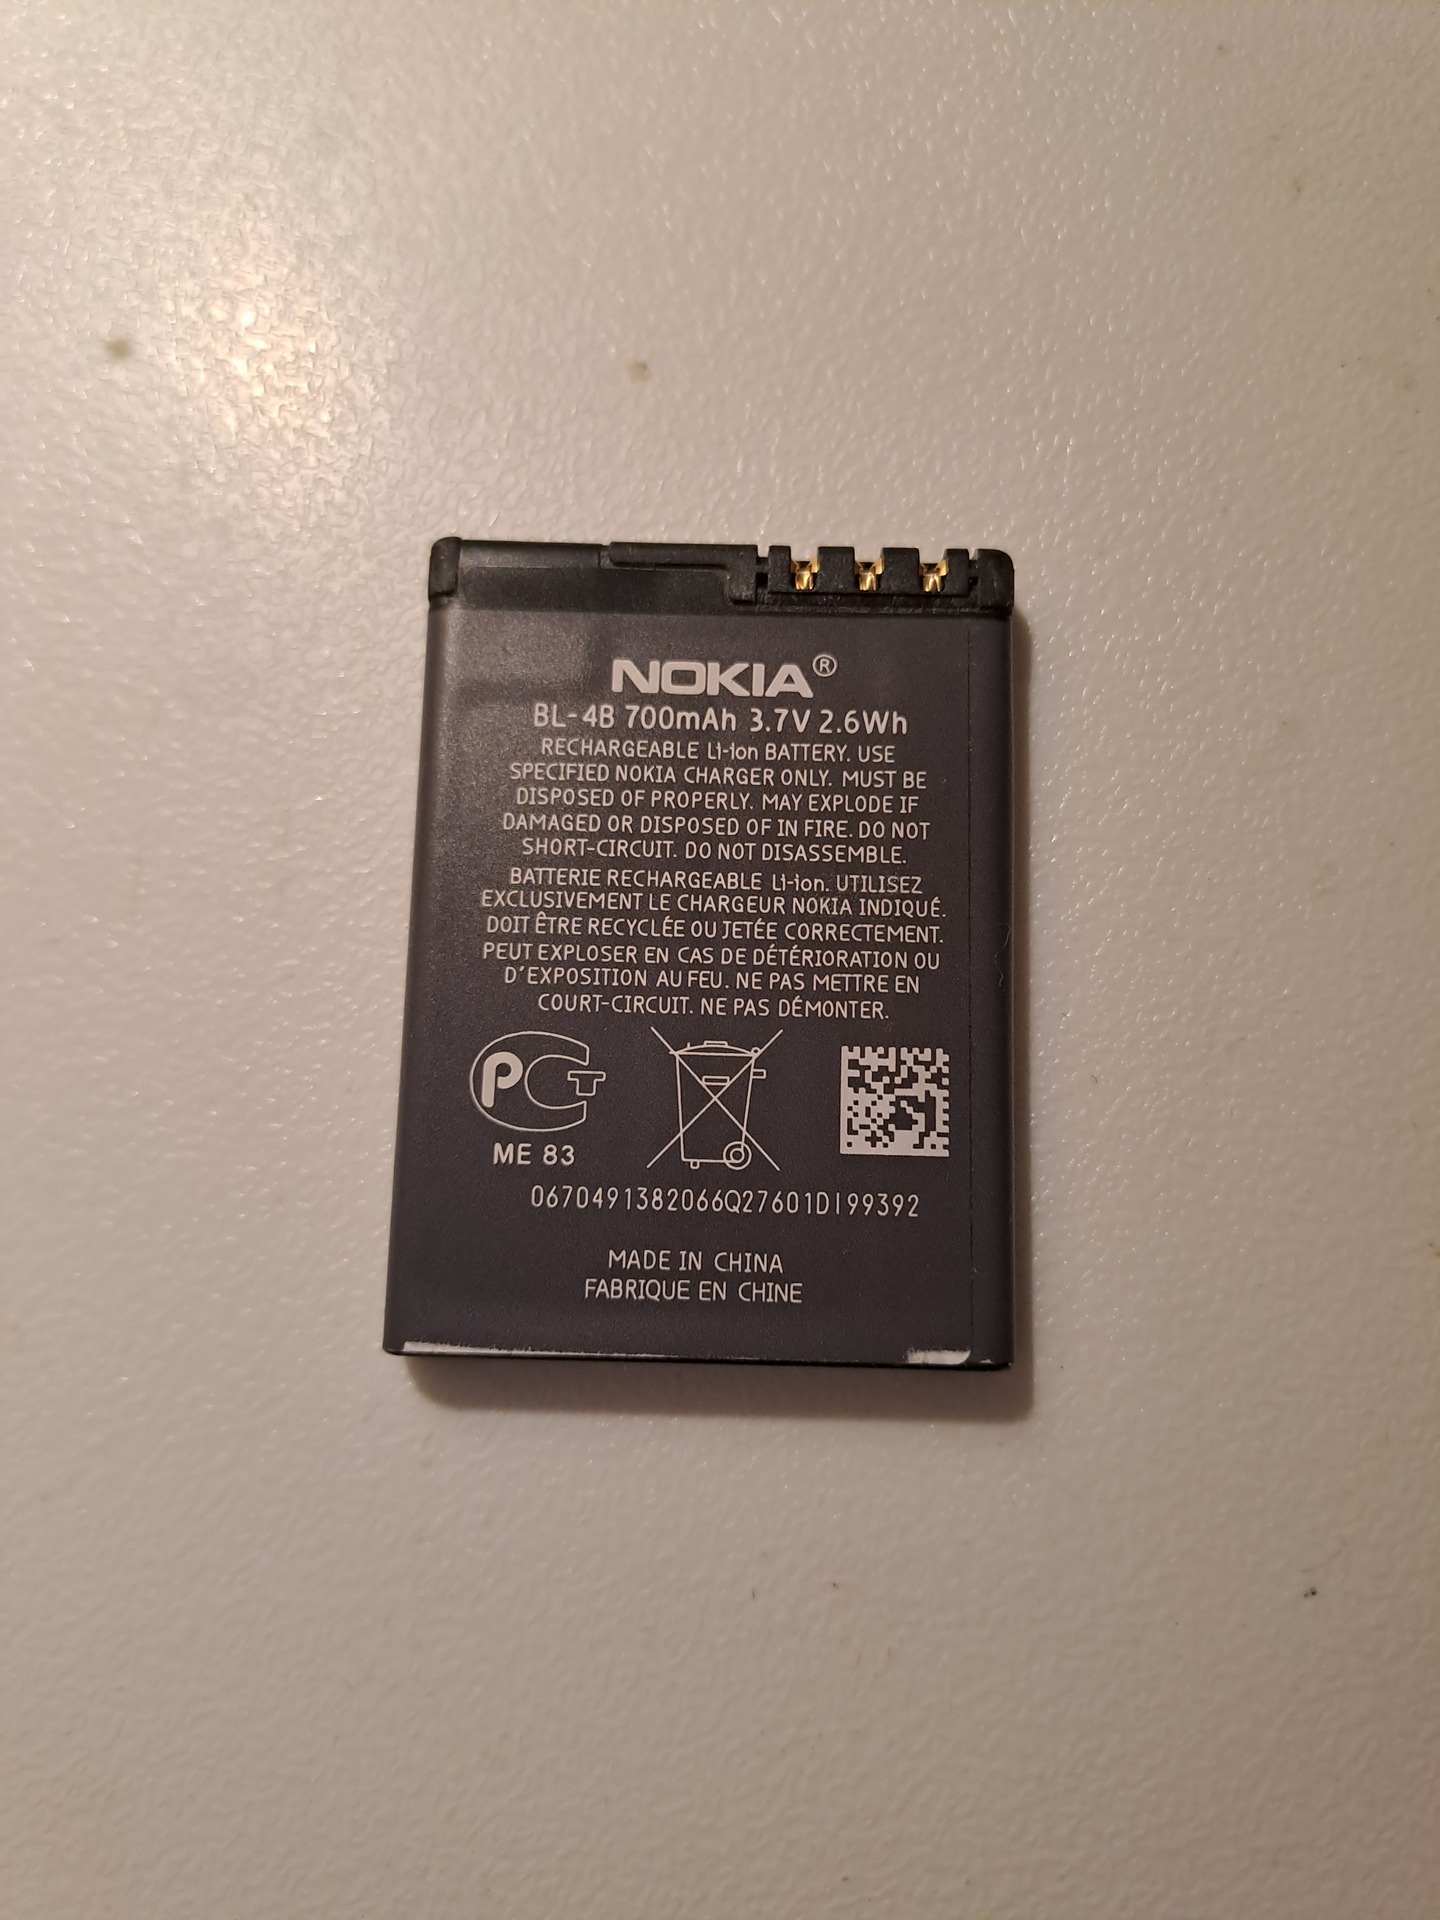 NOKIA®
BL-4B 700mAh 3.7V 2.6Wh
RECHARGEABLE Li-ion BATTERY. USE
SPECIFIED NOKIA CHARGER ONLY. MUST BE
DISPOSED OF PROPERLY. MAY EXPLODE IF
DAMAGED OR DISPOSED OF IN FIRE. DO NOT
SHORT-CIRCUIT. DO NOT DISASSEMBLE.
BATTERIE RECHARGEABLE Li-ion. UTILISEZ
EXCLUSIVEMENT LE CHARGEUR NOKIA INDIQUÉ.
DOIT ÊTRE RECYCLÉE OU JETÉE CORRECTEMENT.
PEUT EXPLOSER EN CAS DE DÉTÉRIORATION OU
D'EXPOSITION AU FEU. NE PAS METTRE EN
COURT-CIRCUIT. NE PAS DÉMONTER.
РСТ
ME 83
0670491382066Q27601DI99392
MADE IN CHINA
FABRIQUE EN CHINE